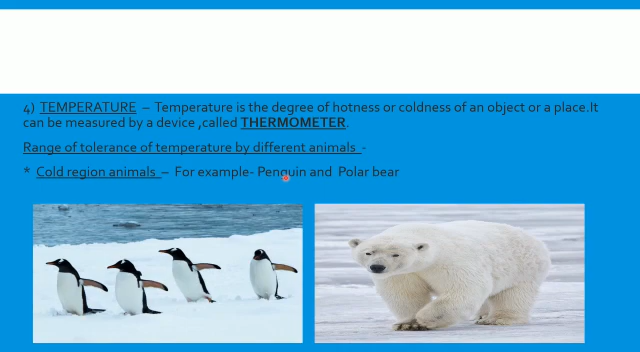 4) TEMPERATURE – Temperature is the degree of hotness or coldness of an object or a place.It
can be measured by a device ,called THERMOMETER.
Range of tolerance of temperature by different animals -
* Cold region animals – For example- Penguin and Polar bear